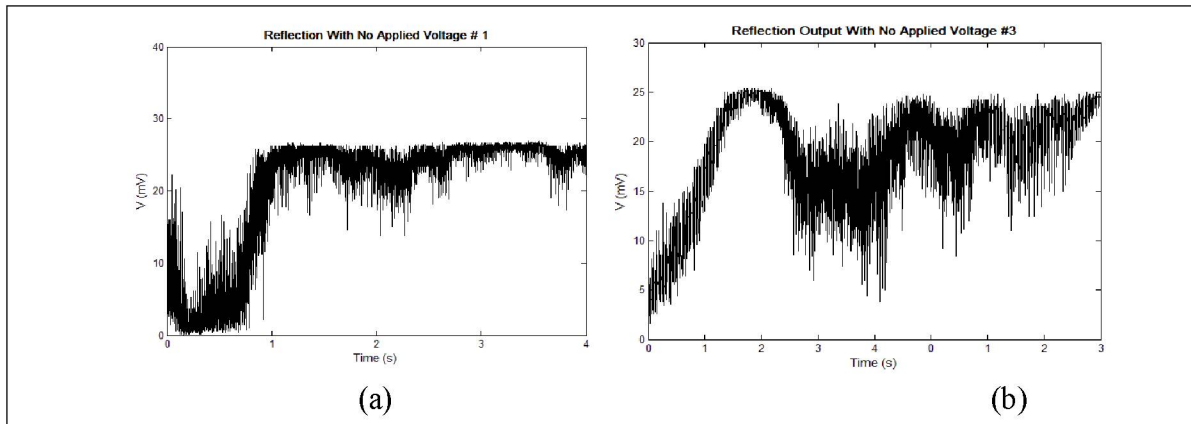 Reflection With No Applied Voltage # 1
40
30
20
10
0
V (mV)
0 1 2 3 4
Time (s)
(a)
Reflection Output With No Applied Voltage #3
30
25
20
15
10
5
0
V (mV)
0 1 2 3 4 0 1 2 3
Time (s)
(b)